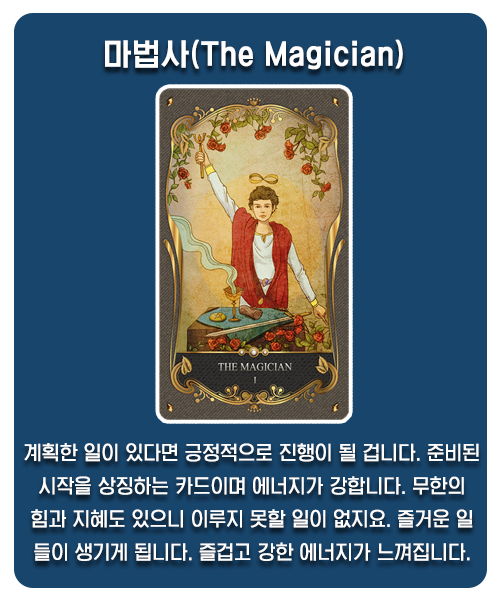 마법사(The Magician)
THE MAGICIAN
I
계획한 일이 있다면 긍정적으로 진행이 될 겁니다. 준비된
시작을 상징하는 카드이며 에너지가 강합니다. 무한의
힘과 지혜도 있으니 이루지 못할 일이 없지요. 즐거운 일
들이 생기게 됩니다. 즐겁고 강한 에너지가 느껴집니다.